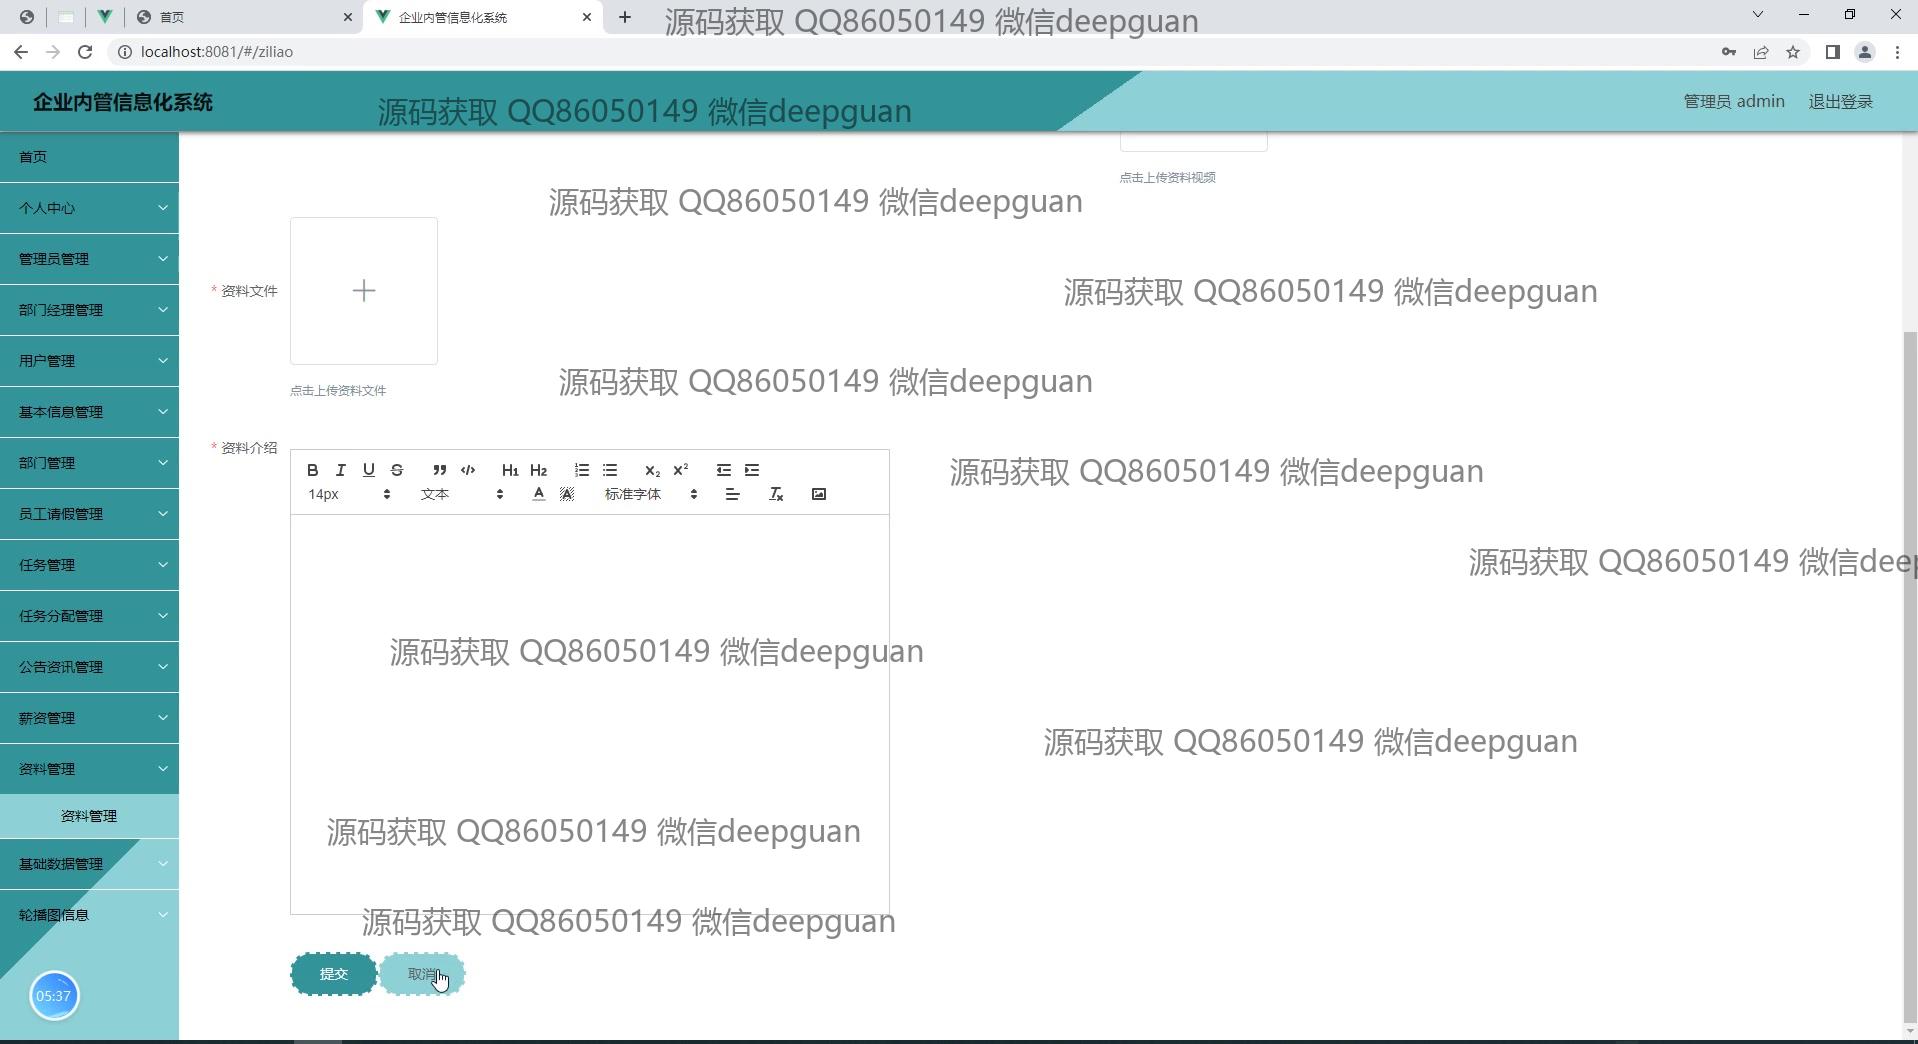 首页
企业内管信息化系统
源码获取 QQ86050149 微信deepguan
localhost:8081/#/ziliao
企业内管信息化系统
源码获取 QQ86050149 微信deepguan
管理员 admin
退出登录
首页
个人中心
管理员管理
部门经理管理
用户管理
基本信息管理
部门管理
员工请假管理
任务管理
任务分配管理
公告资讯管理
薪资管理
资料管理
资料管理
基础数据管理
轮播图信息
05:37
点击上传资料视频
源码获取 QQ86050149 微信deepguan
* 资料文件
源码获取 QQ86050149 微信deepguan
点击上传资料文件
源码获取 QQ86050149 微信deepguan
* 资料介绍
B I U S H1 H2 X2 X2
14px 文本 A A 标准字体 Tx
源码获取 QQ86050149 微信deepguan
源码获取 QQ86050149 微信deep
源码获取 QQ86050149 微信deepguan
源码获取 QQ86050149 微信deepguan
源码获取 QQ86050149 微信deepguan
源码获取 QQ86050149 微信deepguan
提交
取消